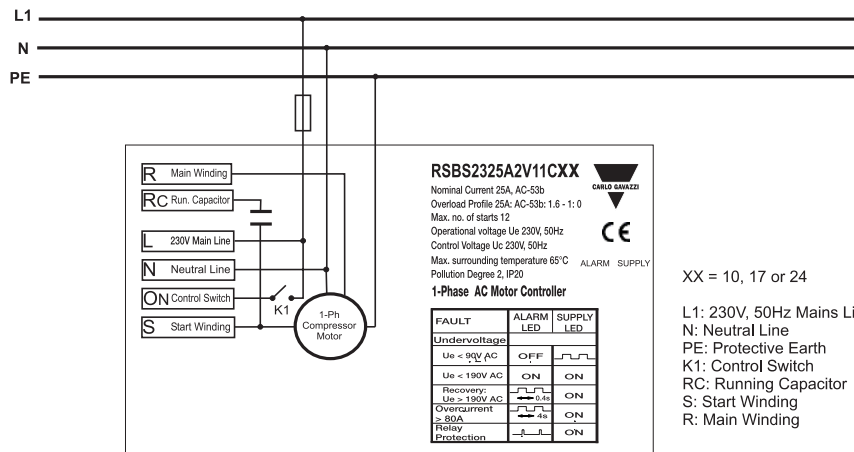 L1
N
PE
R Main Winding
RC Run. Capacitor
L 230V Main Line
N Neutral Line
ON Control Switch
K1
S Start Winding
1-Ph
Compressor
Motor
RSBS2325A2V11CXX
Nominal Current 25A, AC-53b
Overload Profile 25A: AC-53b: 1.6 - 1: 0
Max. no. of starts 12
Operational voltage Ue 230V, 50Hz
Control Voltage Uc 230V, 50Hz
Max. surrounding temperature 65°C
Pollution Degree 2, IP20
1-Phase AC Motor Controller
CARLO GAVAZZI
CE
ALARM SUPPLY
FAULT ALARM LED SUPPLY LED
Undervoltage
Ue < 90V AC OFF
Ue < 190V AC ON ON
Recovery:
Ue > 190V AC 0.4s ON
Overcurrent
> 80A 4s ON
Relay
Protection ON
XX = 10, 17 or 24
L1: 230V, 50Hz Mains Li
N: Neutral Line
PE: Protective Earth
K1: Control Switch
RC: Running Capacitor
S: Start Winding
R: Main Winding